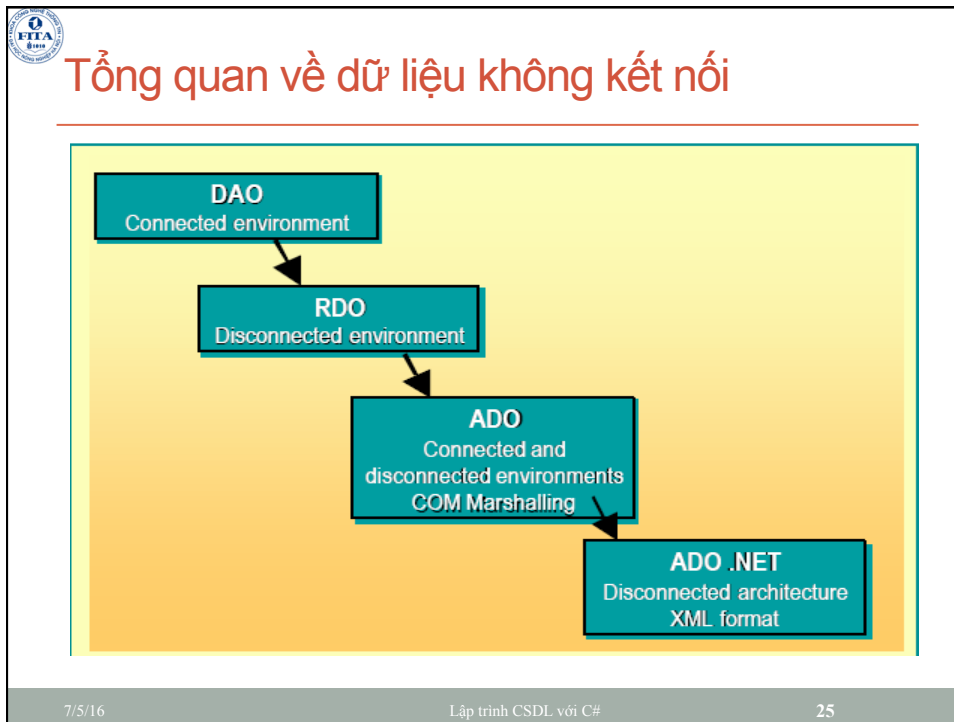 FITA
Tổng quan về dữ liệu không kết nối
DAO
Connected environment
RDO
Disconnected environment
ADO
Connected and
disconnected environments
COM Marshalling
ADO .NET
Disconnected architecture
XML format
7/5/16
Lập trình CSDL với C#
25